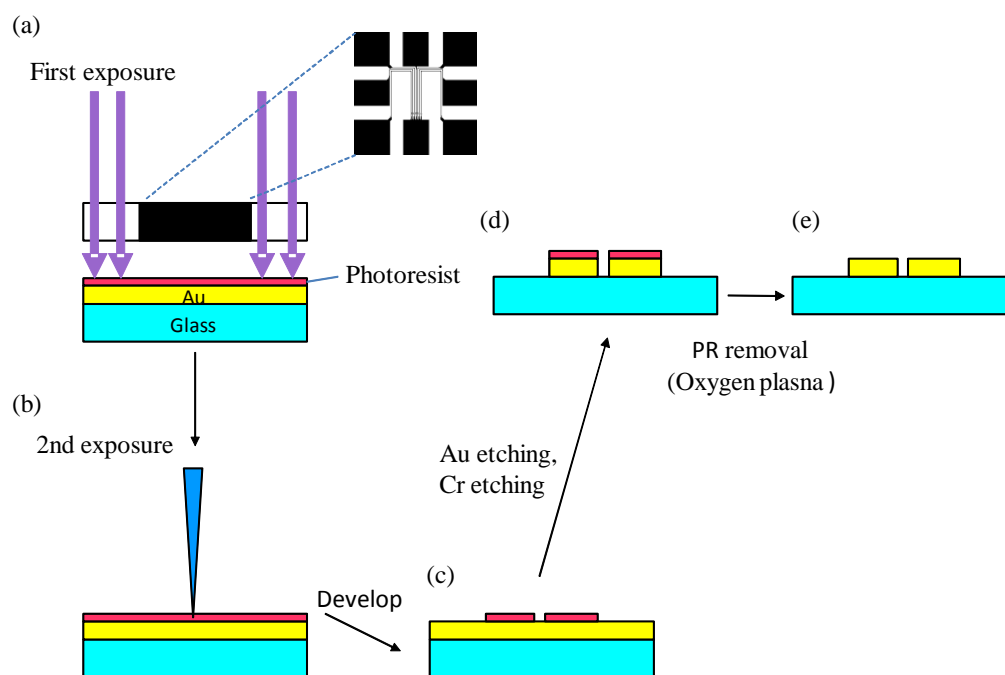 (a)
First exposure
Photoresist
Au
Glass
(b)
2nd exposure
Develop
(c)
Au etching,
Cr etching
(d)
PR removal
(Oxygen plasna)
(e)